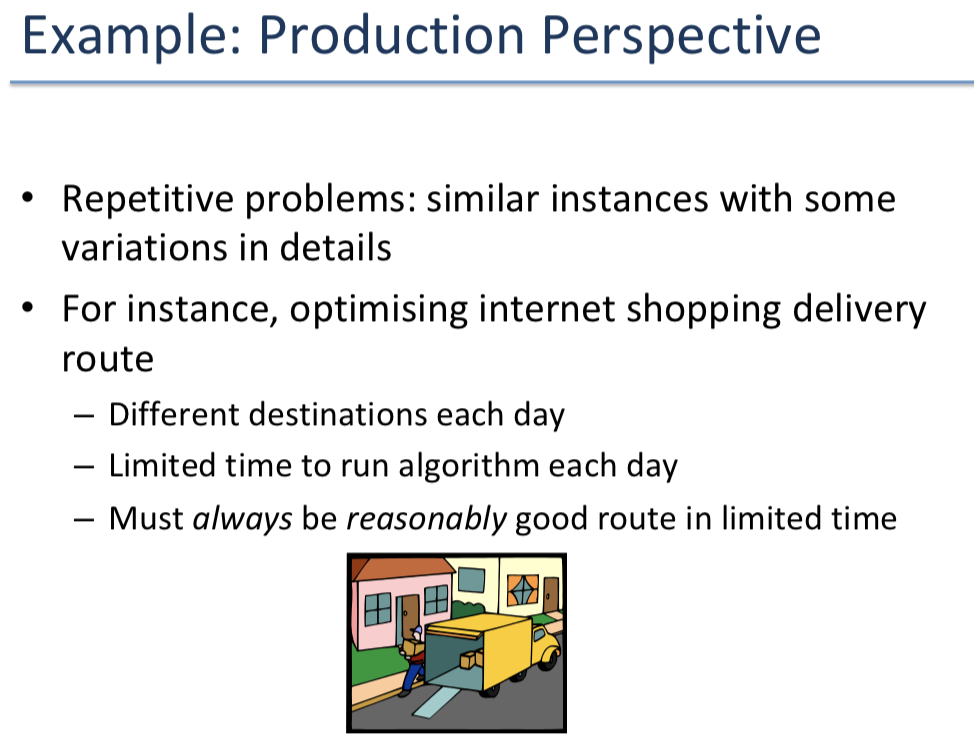 Example: Production Perspective
• Repetitive problems: similar instances with some
variations in details
• For instance, optimising internet shopping delivery
route
– Different destinations each day
– Limited time to run algorithm each day
– Must always be reasonably good route in limited time